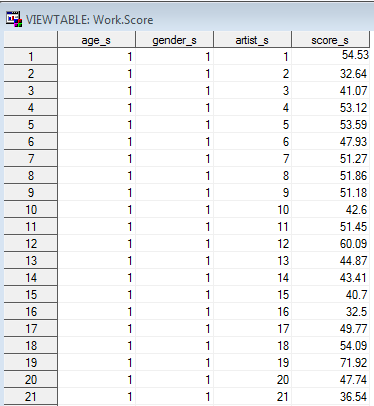 VIEWTABLE: Work.Score
age_s gender_s artist_s score_s
1 1 1 1 54.53
2 1 1 2 32.64
3 1 1 3 41.07
4 1 1 4 53.12
5 1 1 5 53.59
6 1 1 6 47.93
7 1 1 7 51.27
8 1 1 8 51.86
9 1 1 9 51.18
10 1 1 10 42.6
11 1 1 11 51.45
12 1 1 12 60.09
13 1 1 13 44.87
14 1 1 14 43.41
15 1 1 15 40.7
16 1 1 16 32.5
17 1 1 17 49.77
18 1 1 18 54.09
19 1 1 19 71.92
20 1 1 20 47.74
21 1 1 21 36.54